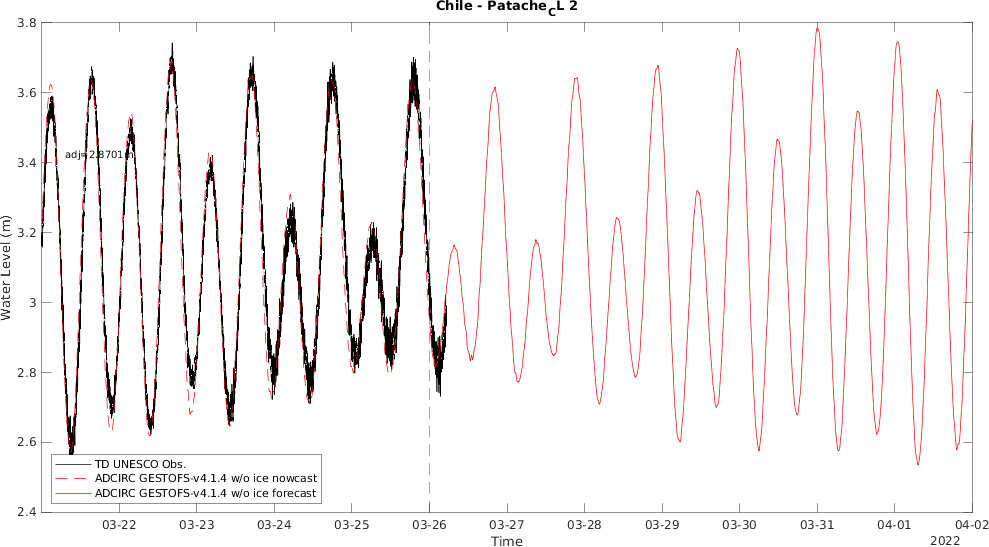 Chile - Patache_CL 2
3.8
3.6
3.4
3.2
3
2.8
2.6
2.4
Water Level (m)
adj=2.8701m
TD UNESCO Obs.
ADCIRC GESTOFS-v4.1.4 w/o ice nowcast
ADCIRC GESTOFS-v4.1.4 w/o ice forecast
03-22 03-23 03-24 03-25 03-26 03-27 03-28 03-29 03-30 03-31 04-01 04-02
Time
2022